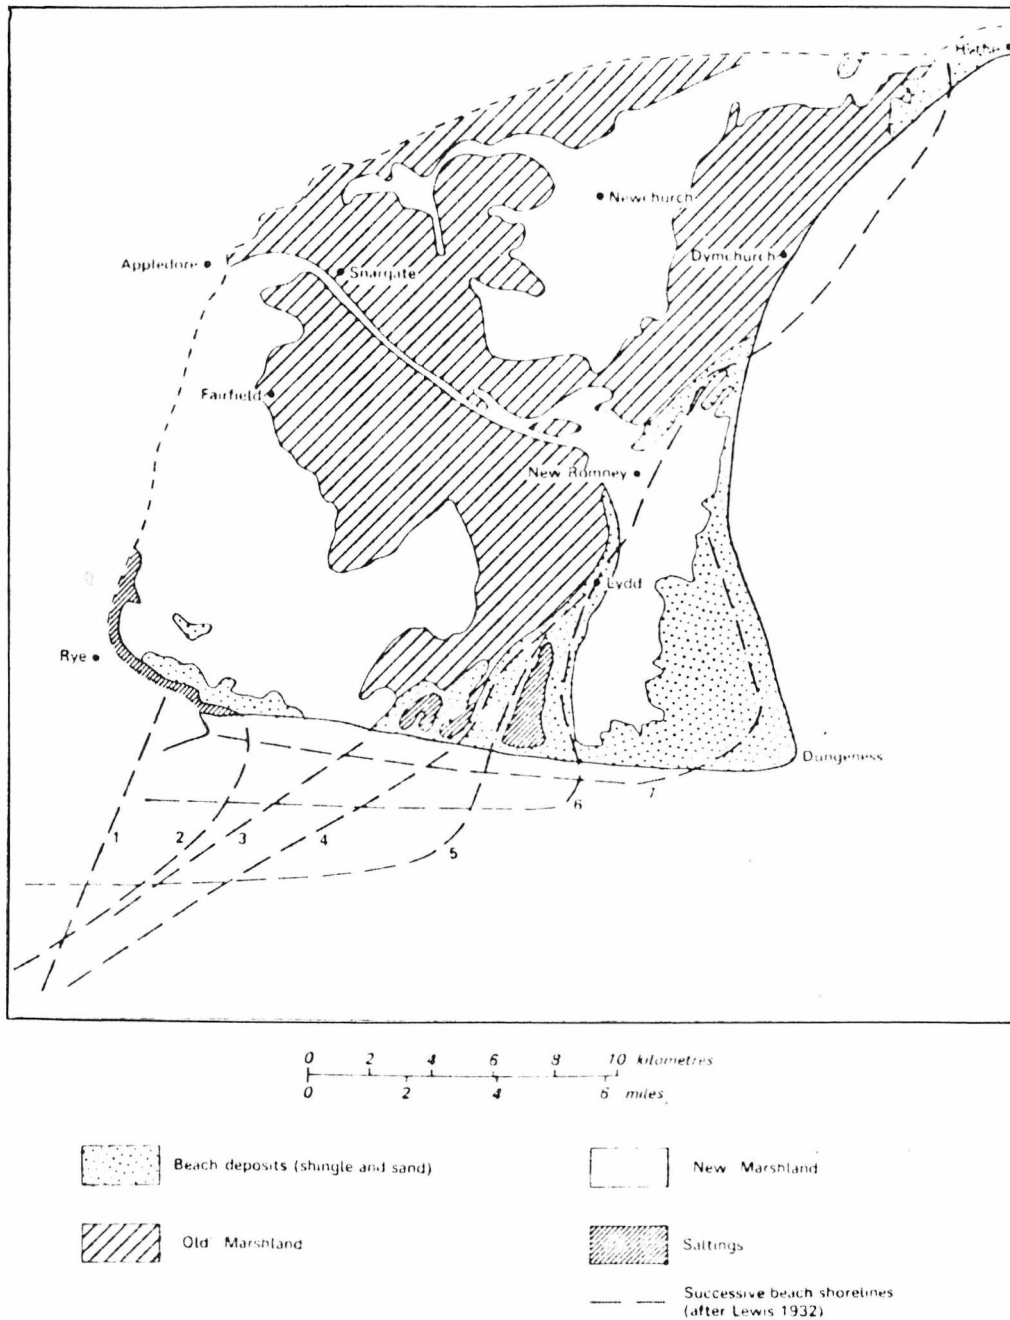 Hythe
Newchurch
Appledore
Snargate
Dymchurch
Fairfield
New Romney
Lydd
Rye
Dungeness
1
2
3
4
5
6
7
0 2 4 6 8 10 kilometres
0 2 4 6 miles
Beach deposits (shingle and sand)
New Marshland
Old Marshland
Saltings
Successive beach shorelines
(after Lewis 1932)